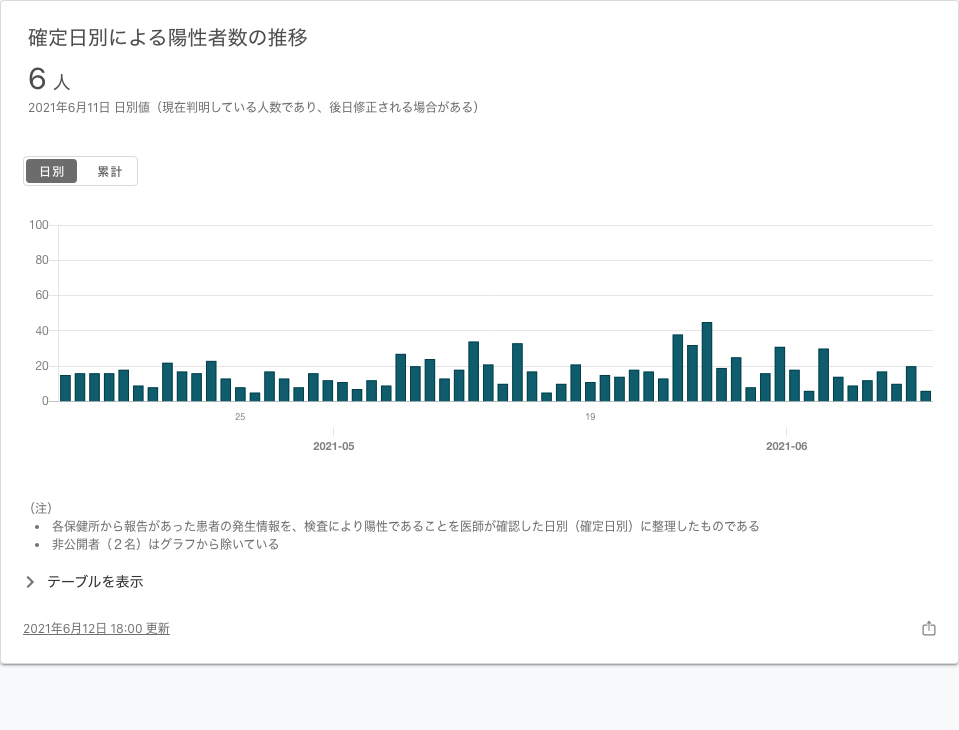 確定日別による陽性者数の推移
6 人
2021年6月11日 日別値（現在判明している人数であり、後日修正される場合がある）
日別 累計
100
80
60
40
20
0
25 19
2021-05 2021-06
（注）
• 各保健所から報告があった患者の発生情報を、検査により陽性であることを医師が確認した日別（確定日別）に整理したものである
• 非公開者（２名）はグラフから除いている
テーブルを表示
2021年6月12日 18:00 更新